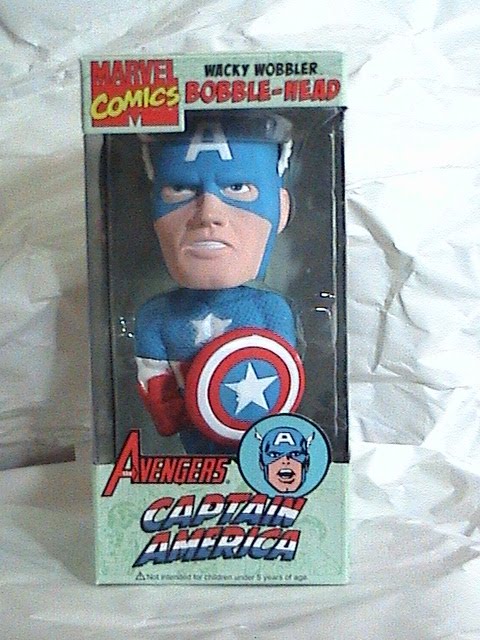 MARVEL
COMICS
M
WACKY WOBBLER
BOBBLE-HEAD
A
A
AVENGERS
CAPTAIN
AMERICA
⚠Not intended for children under 5 years of age.